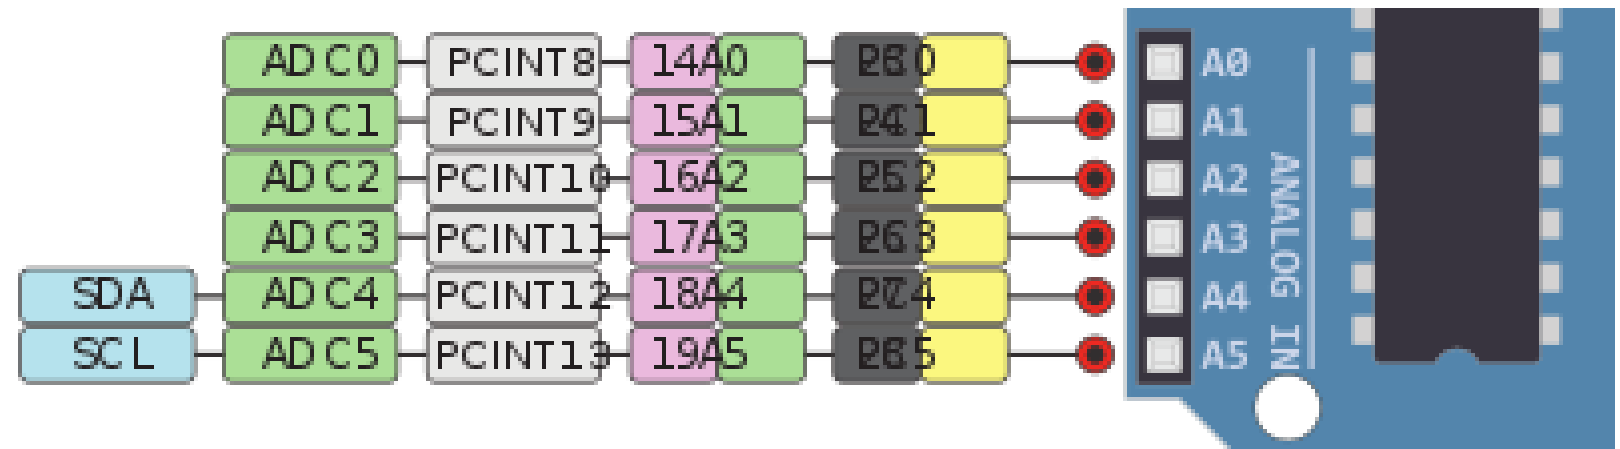 ADC0 PCINT8 14 A0 A0
ADC1 PCINT9 15 A1 A1
ADC2 PCINT10 16 A2 A2
ADC3 PCINT11 17 A3 A3
SDA ADC4 PCINT12 18 A4 A4
SCL ADC5 PCINT13 19 A5 A5
ANALOG IN